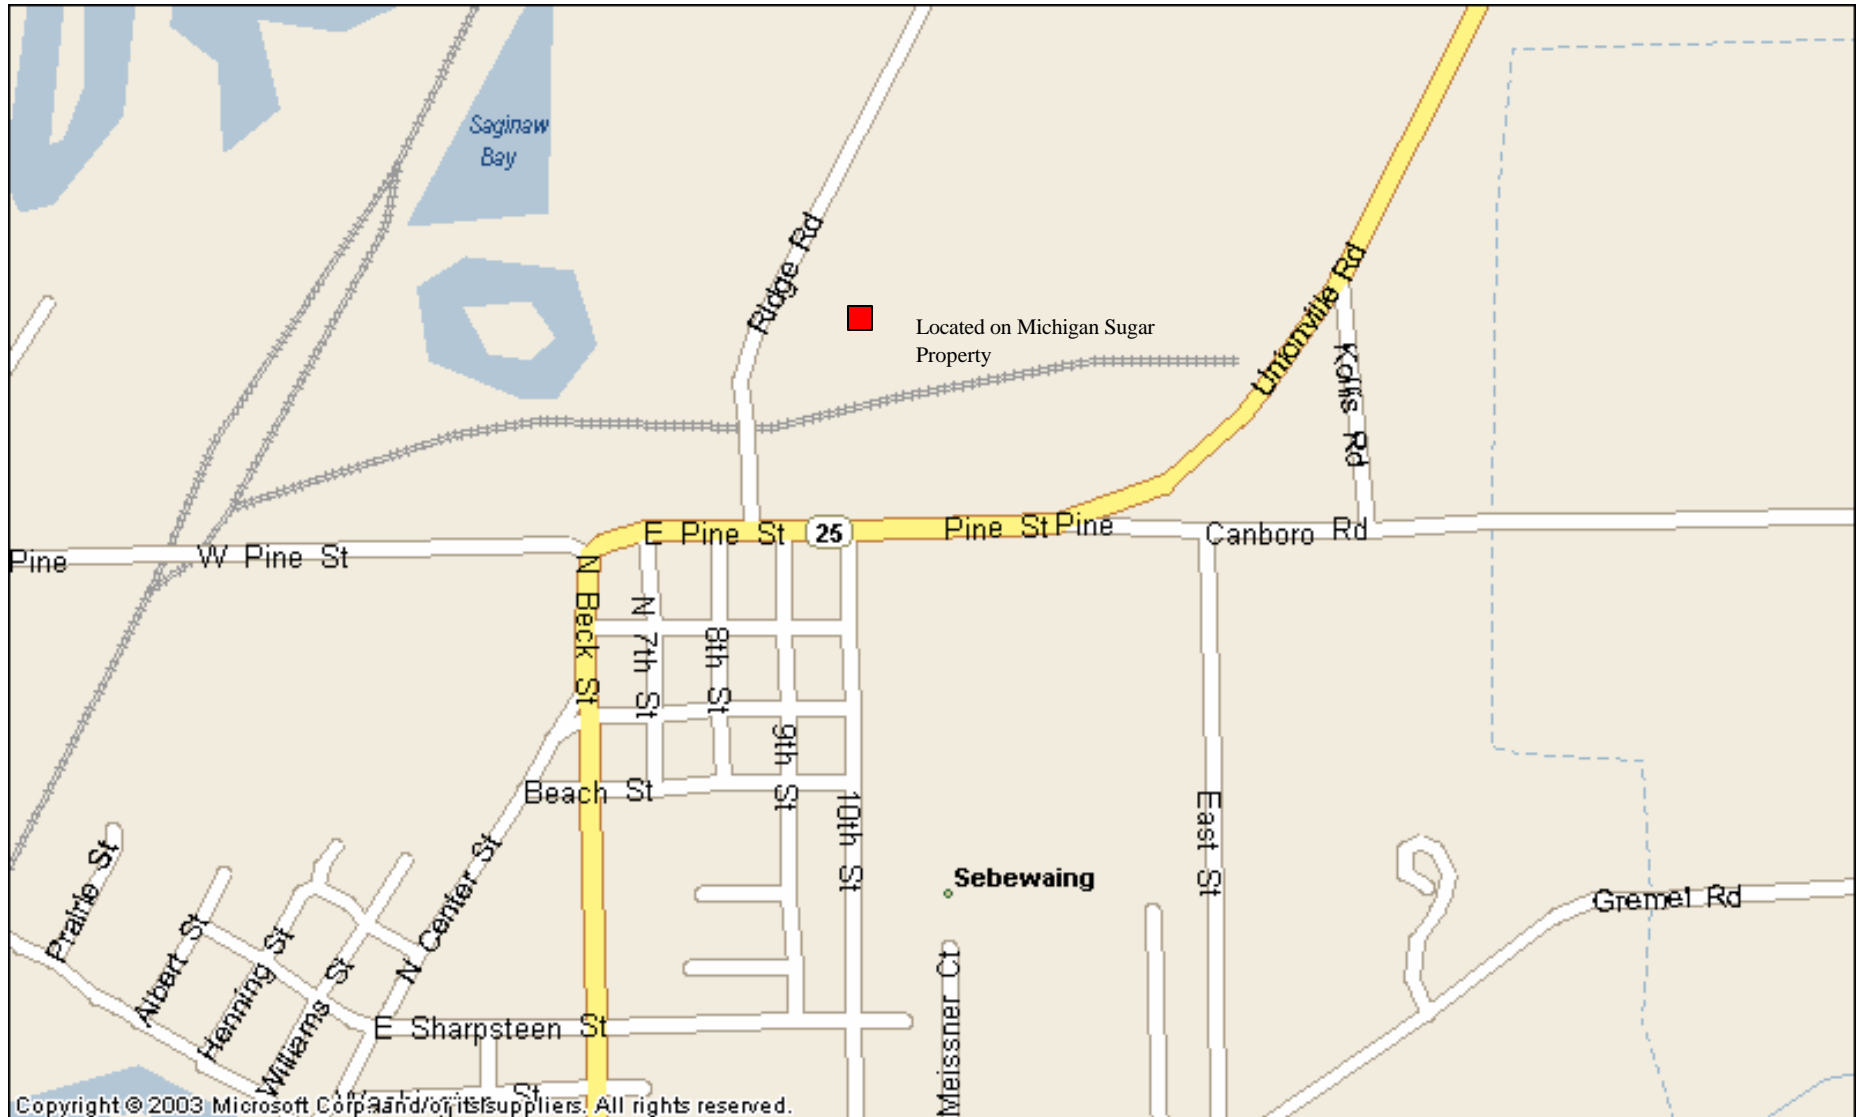 Saginaw
Bay
Ridge Rd
Unionville Rd
Located on Michigan Sugar
Property
Kollis Rd
E Pine St
25
Pine St
Pine
Canboro Rd
Pine
W Pine St
N Beck St
N 7th St
8th St
9th St
Beach St
10th St
East St
Prairie St
N Center St
Sebewaing
Gremel Rd
Albert St
Henning St
Williams St
Meissner Ct
E Sharpsteen St
St
Copyright © 2003 Microsoft Corp. and/or its suppliers. All rights reserved.